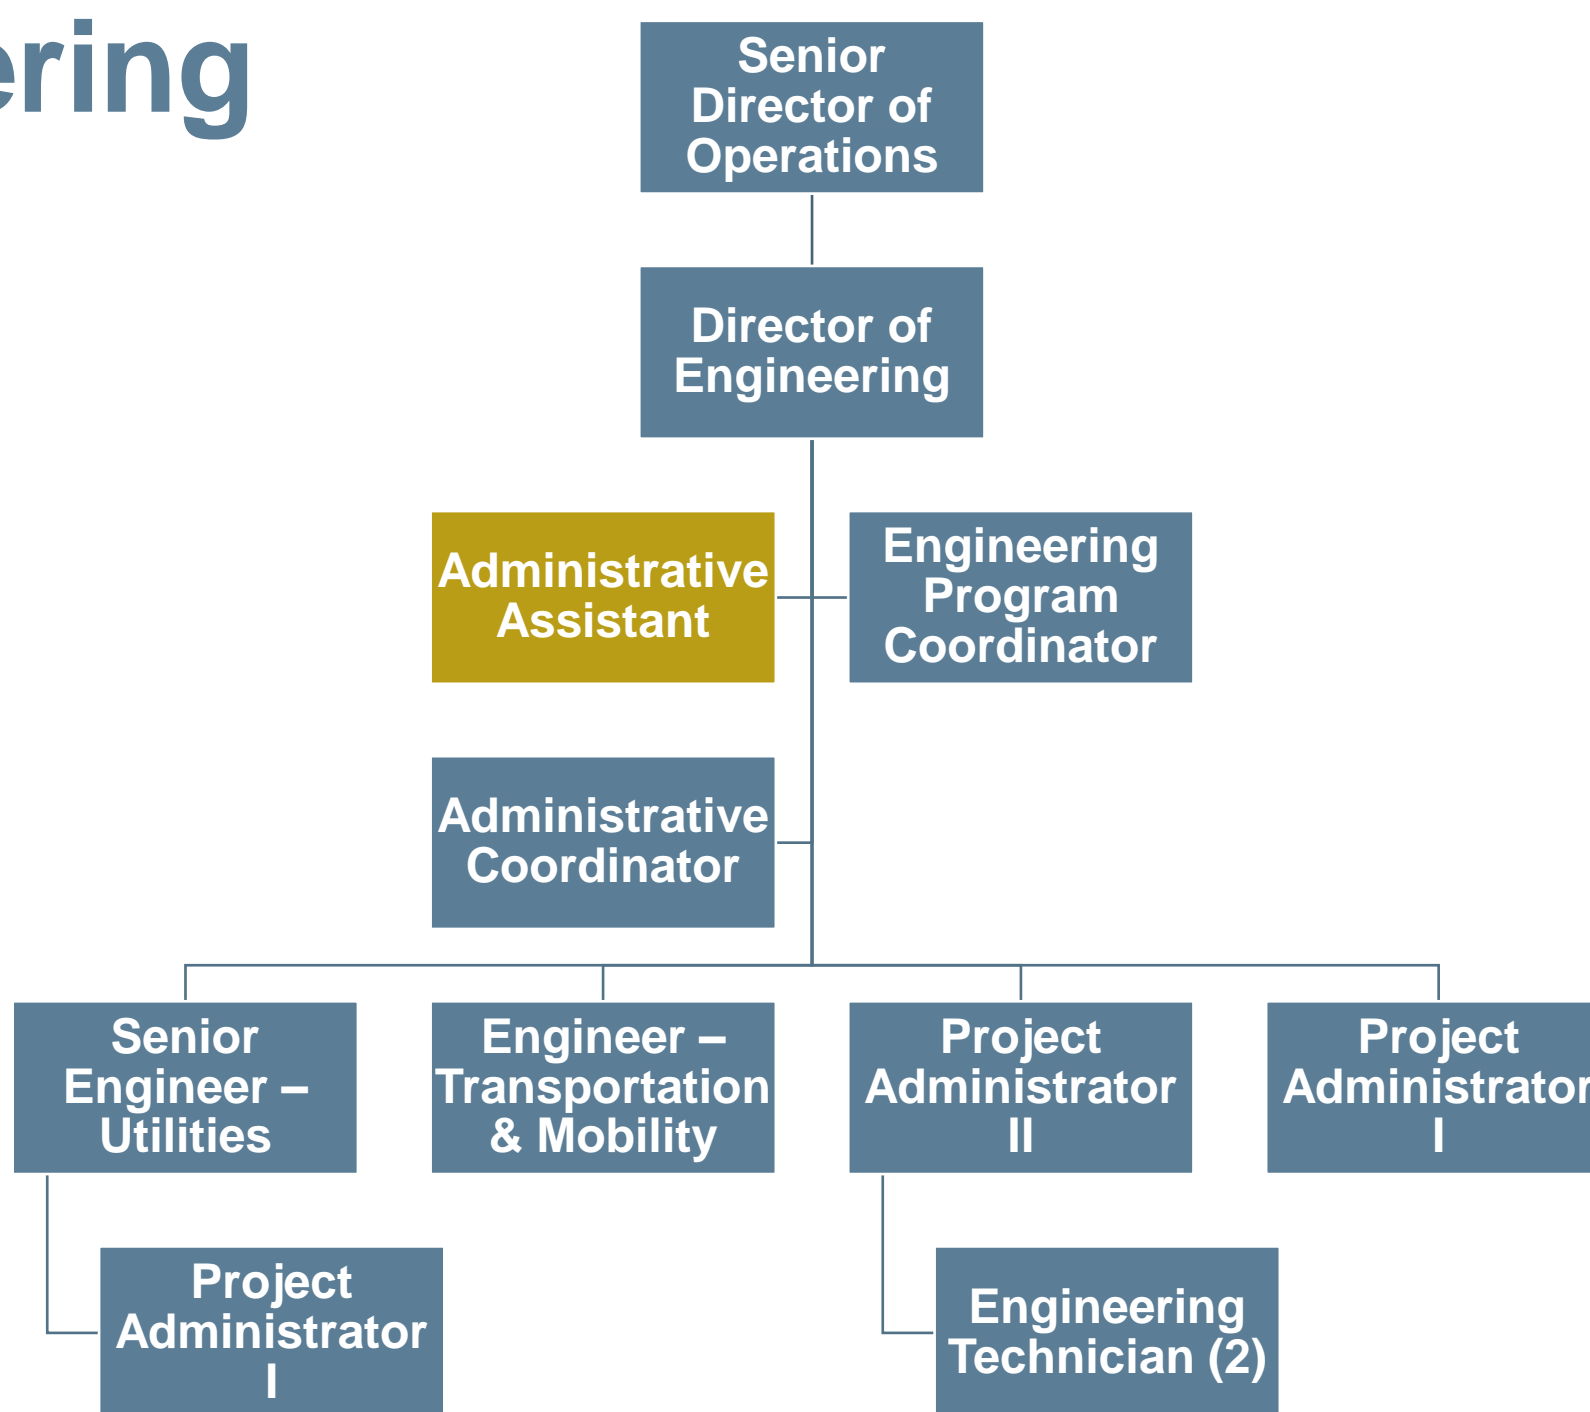 ering
Senior
Director of
Operations
Director of
Engineering
Administrative
Assistant
Engineering
Program
Coordinator
Administrative
Coordinator
Senior
Engineer –
Utilities
Engineer –
Transportation
& Mobility
Project
Administrator
II
Project
Administrator
I
Project
Administrator
I
Engineering
Technician (2)